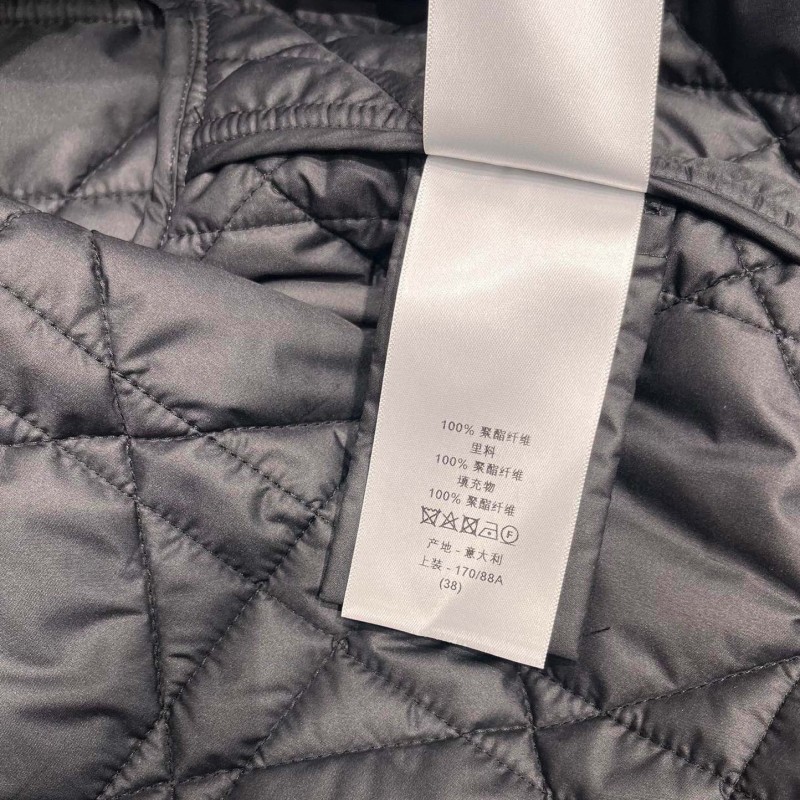 100% 聚酯纤维
里料
100% 聚酯纤维
填充物
100% 聚酯纤维
F
产地 - 意大利
上装 - 170/88A
(38)